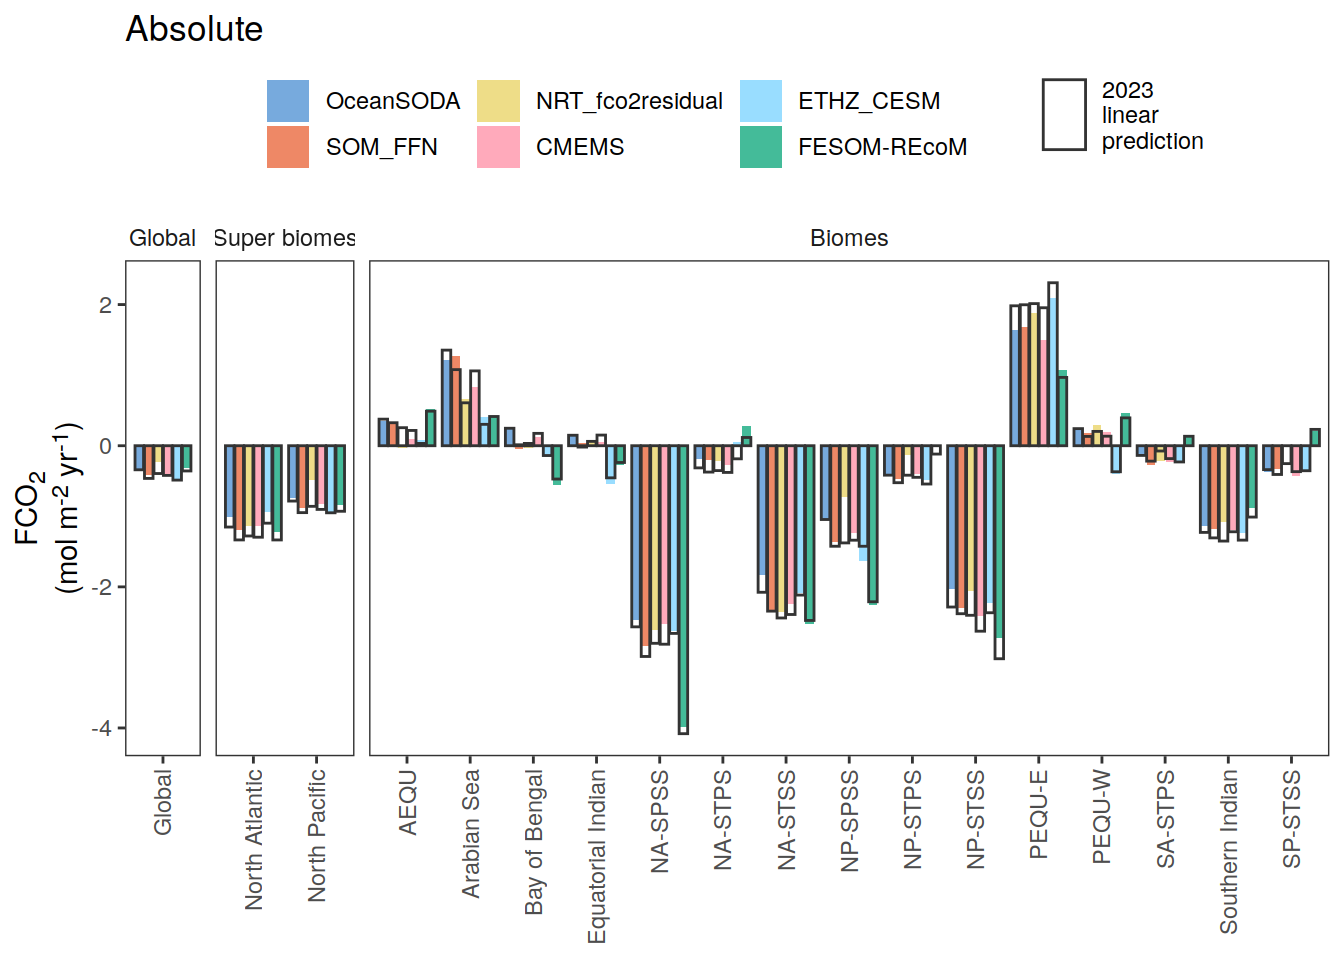 Absolute
OceanSODA
NRT_fco2residual
ETHZ_CESM
SOM_FFN
CMEMS
FESOM-REcoM
2023
linear
prediction
Global
Super biomes
Biomes
2
0
-2
-4
FCO2
(mol m-2 yr-1)
Global
North Atlantic
North Pacific
AEQU
Arabian Sea
Bay of Bengal
Equatorial Indian
NA-SPSS
NA-STPS
NA-STSS
NP-SPSS
NP-STPS
NP-STSS
PEQU-E
PEQU-W
SA-STPS
Southern Indian
SP-STSS